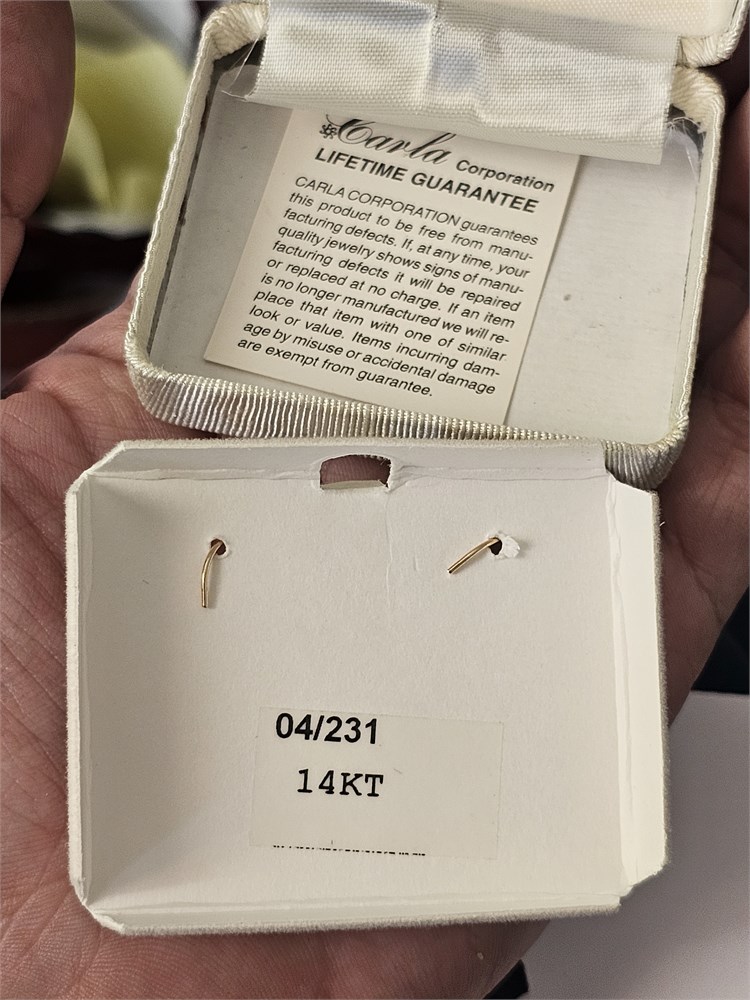 Carla Corporation
LIFETIME GUARANTEE
CARLA CORPORATION guarantees
this product to be free from manu-
facturing defects. If, at any time, your
quality jewelry shows signs of manu-
facturing defects it will be repaired
or replaced at no charge. If an item
is no longer manufactured we will re-
place that item with one of similar
look or value. Items incurring dam-
age by misuse or accidental damage
are exempt from guarantee.
04/231
14KT